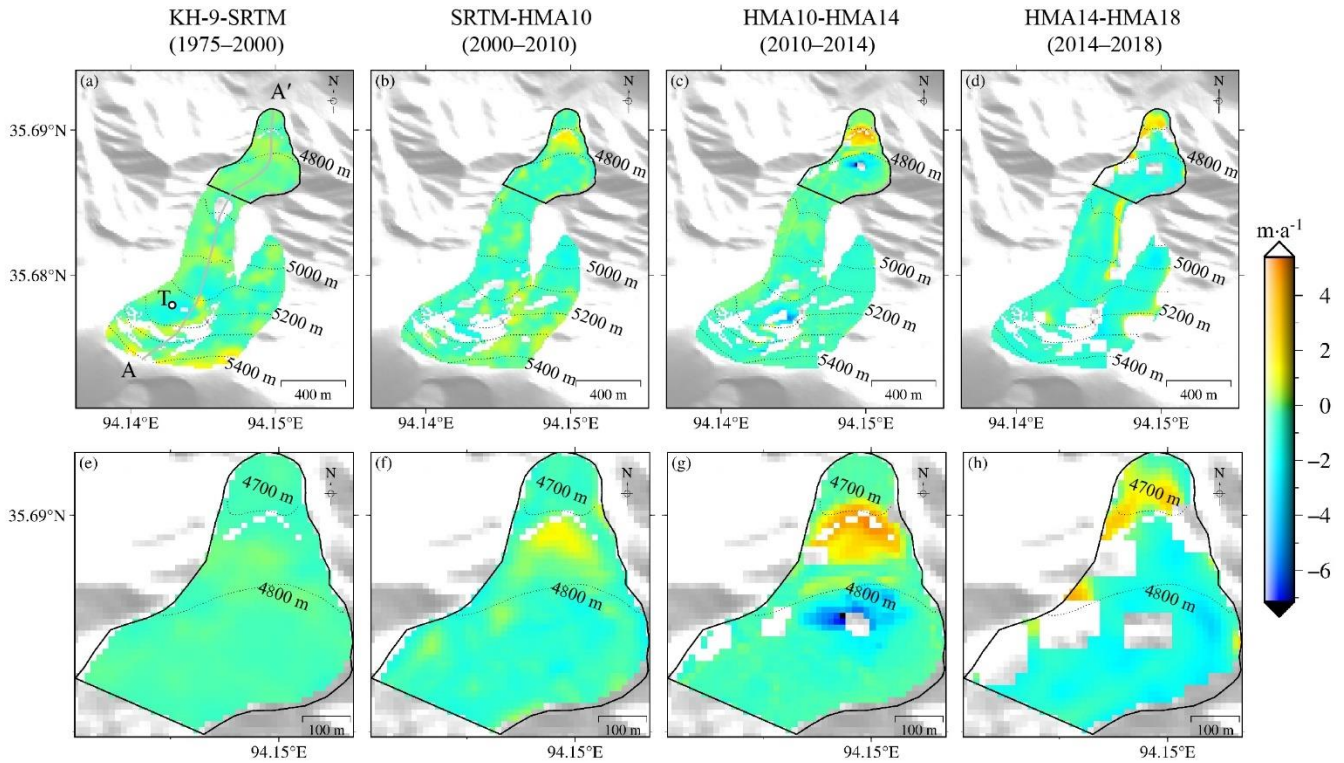 KH-9-SRTM
(1975–2000)
SRTM-HMA10
(2000–2010)
HMA10-HMA14
(2010–2014)
HMA14-HMA18
(2014–2018)
(a)
A′
N
35.69°N
4800 m
35.68°N
5000 m
T
5200 m
A
5400 m
400 m
94.14°E
94.15°E
(b)
N
4800 m
5000 m
5200 m
5400 m
400 m
94.14°E
94.15°E
(c)
N
4800 m
5000 m
5200 m
5400 m
400 m
94.14°E
94.15°E
(d)
N
4800 m
5000 m
5200 m
5400 m
400 m
94.14°E
94.15°E
m·a⁻¹
4
2
0
−2
−4
−6
(e)
N
4700 m
35.69°N
4800 m
100 m
94.15°E
(f)
N
4700 m
4800 m
100 m
94.15°E
(g)
N
4700 m
4800 m
100 m
94.15°E
(h)
N
4700 m
4800 m
100 m
94.15°E